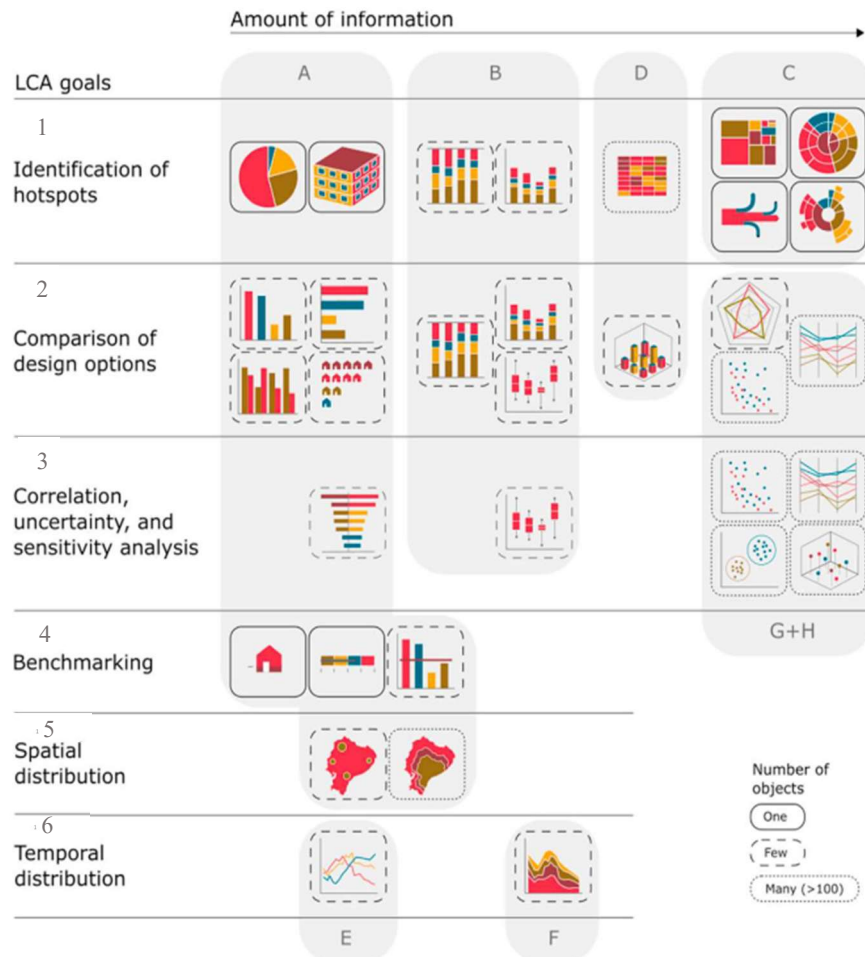 Amount of information
LCA goals
A
B
D
C
1
Identification of
hotspots
2
Comparison of
design options
3
Correlation,
uncertainty, and
sensitivity analysis
4
Benchmarking
G+H
5
Spatial
distribution
6
Temporal
distribution
E
F
Number of
objects
One
Few
Many (>100)